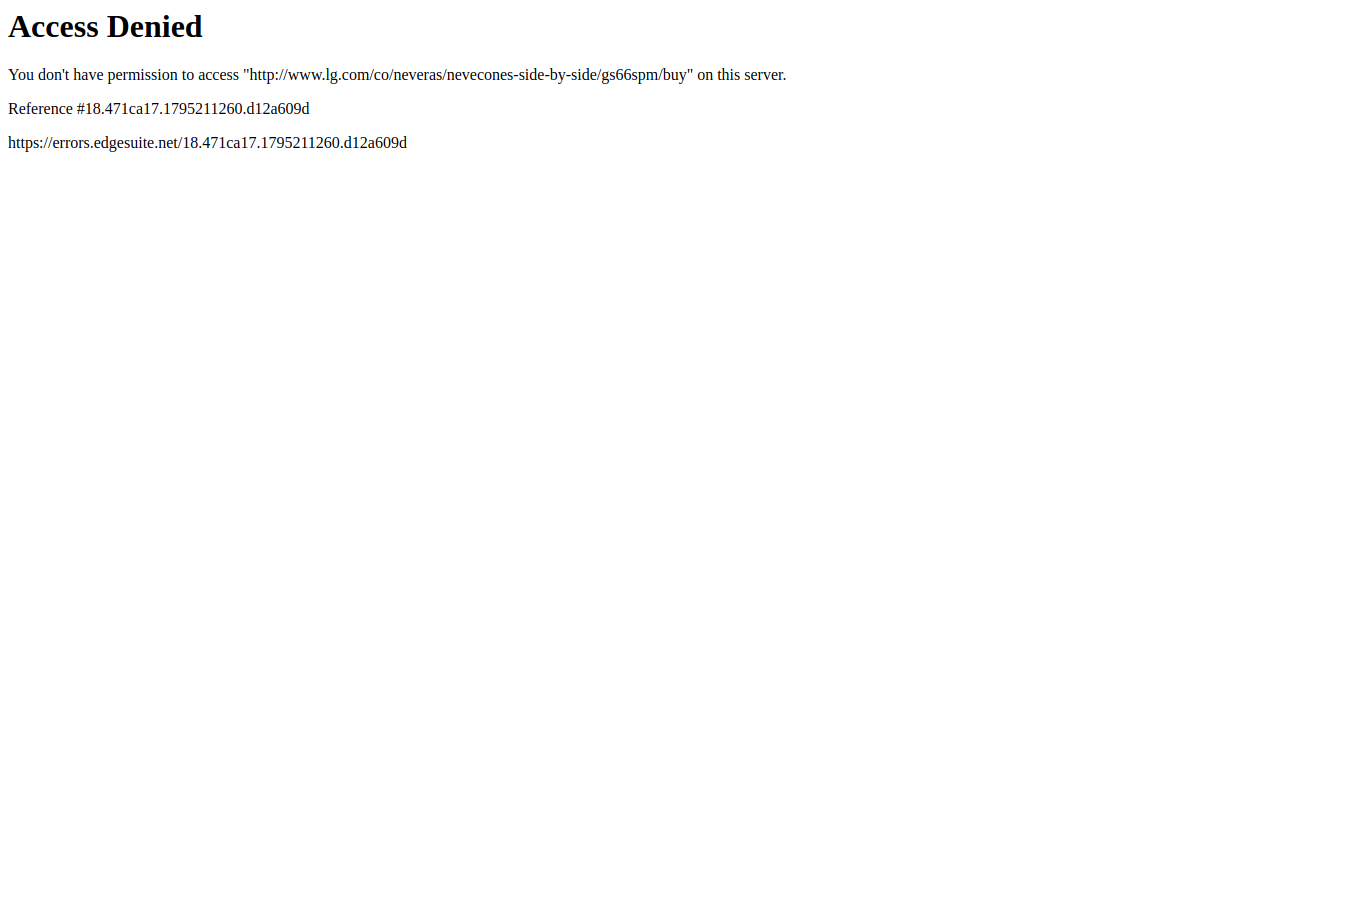 Access Denied
You don't have permission to access "http://www.lg.com/co/neveras/nevecones-side-by-side/gs66spm/buy" on this server.
Reference #18.471ca17.1795211260.d12a609d
https://errors.edgesuite.net/18.471ca17.1795211260.d12a609d